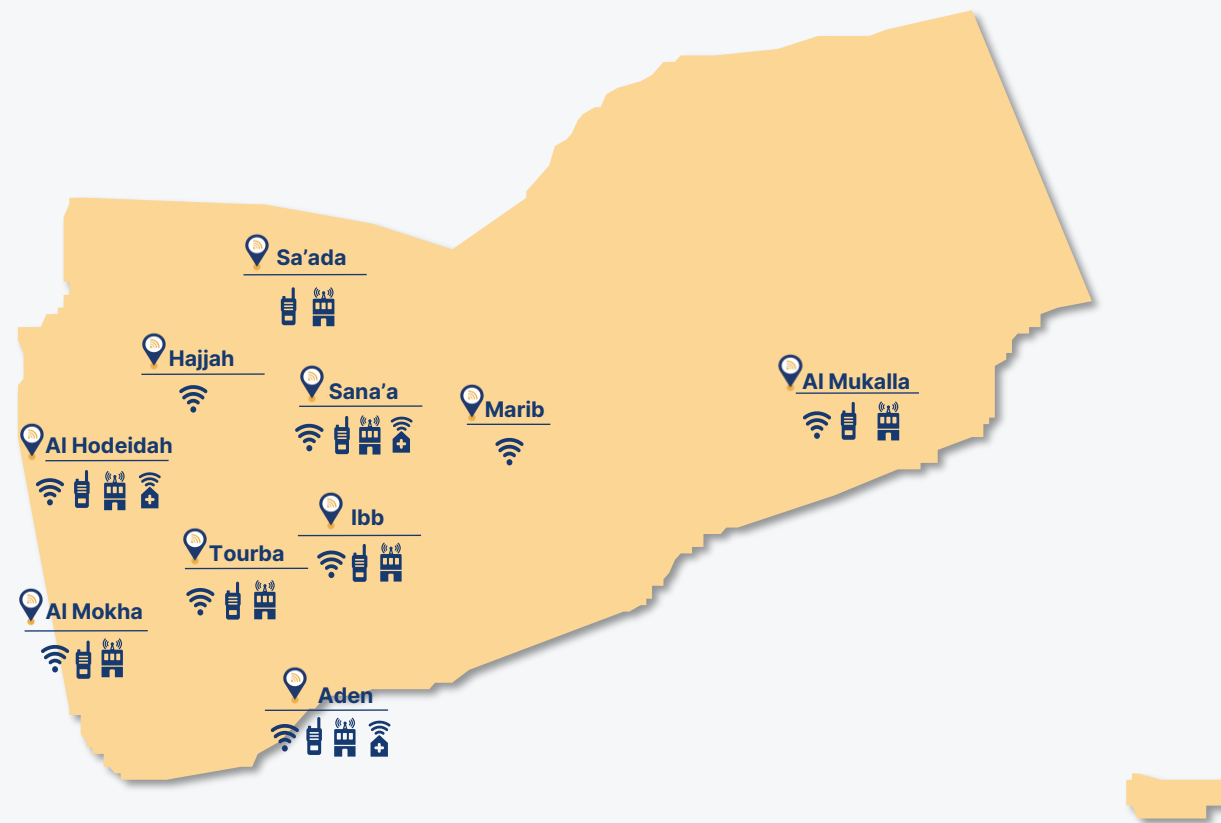 Sa’ada
Hajjah
Al Mukalla
Sana’a
Marib
Al Hodeidah
Ibb
Tourba
Al Mokha
Aden